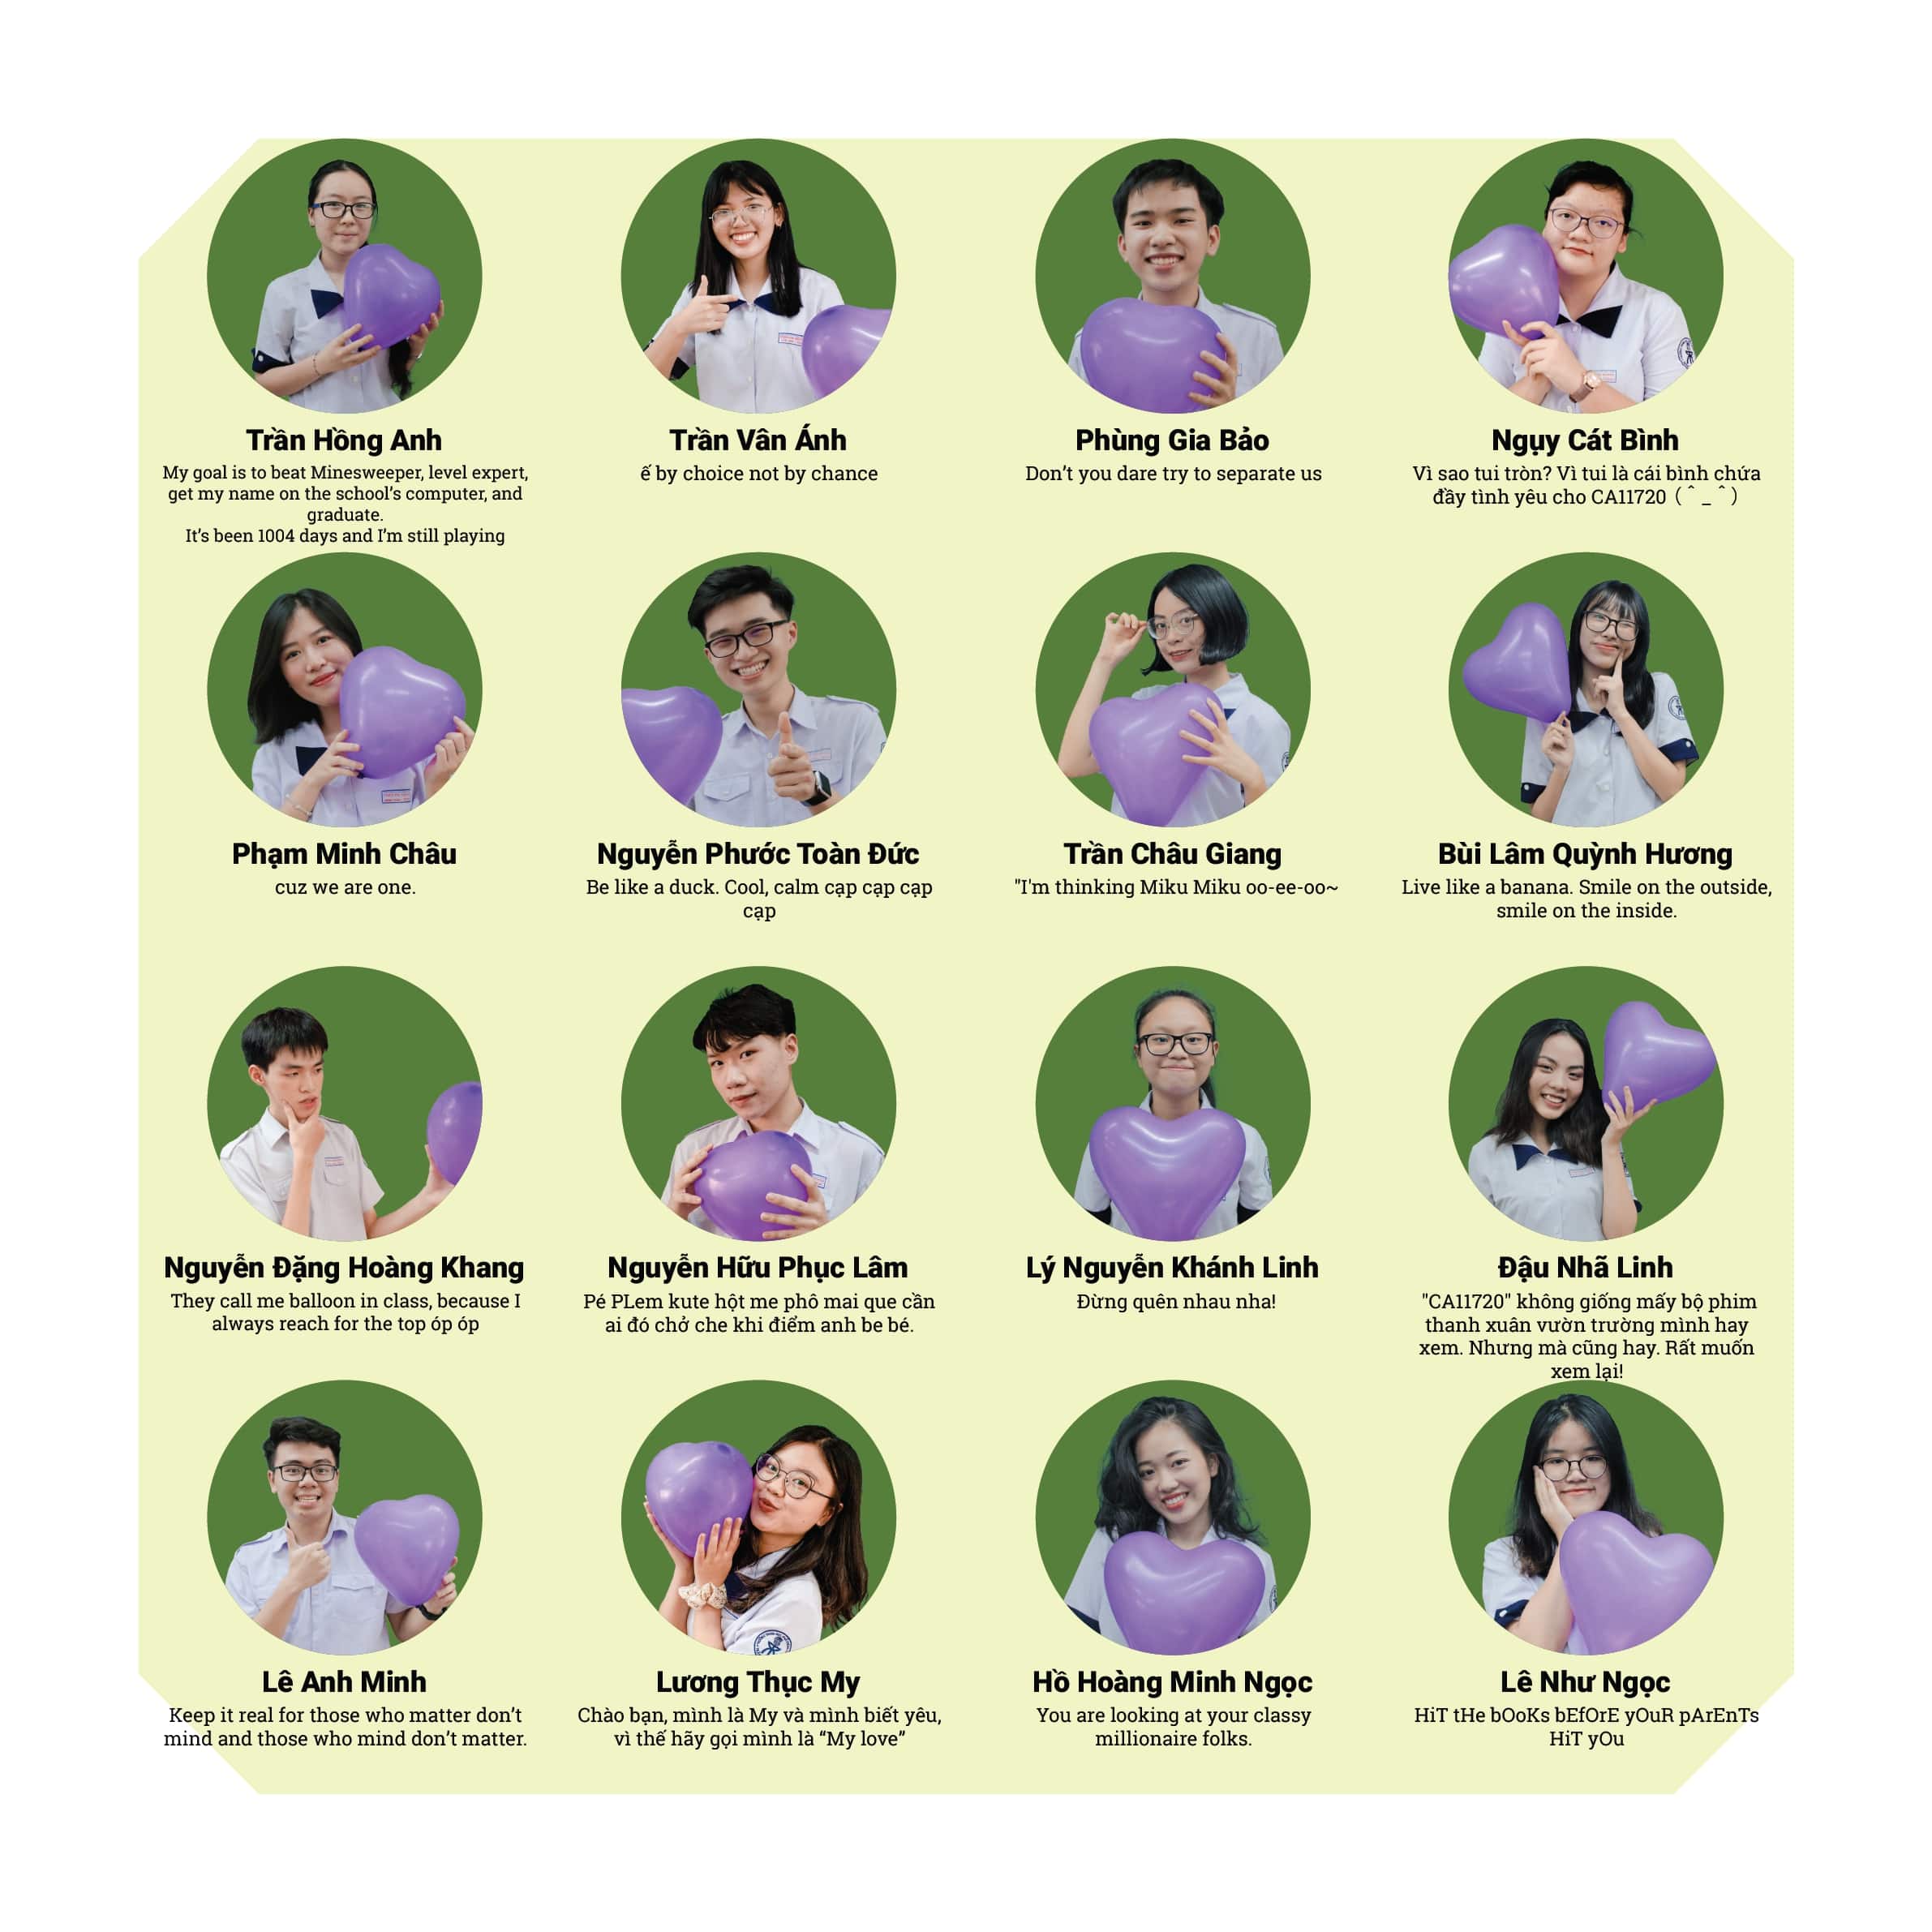 Trần Hồng Anh
My goal is to beat Minesweeper, level expert,
get my name on the school's computer, and
graduate.
It's been 1004 days and I'm still playing
Trần Vân Ánh
ế by choice not by chance
Phùng Gia Bảo
Don't you dare try to separate us
Ngụy Cát Bình
Vì sao tui tròn? Vì tui là cái bình chứa
đầy tình yêu cho CA11720 (＾_＾)
Phạm Minh Châu
cuz we are one.
Nguyễn Phước Toàn Đức
Be like a duck. Cool, calm cạp cạp cạp
cạp
Trần Châu Giang
"I'm thinking Miku Miku oo-ee-oo~
Bùi Lâm Quỳnh Hương
Live like a banana. Smile on the outside,
smile on the inside.
Nguyễn Đặng Hoàng Khang
They call me balloon in class, because I
always reach for the top óp óp
Nguyễn Hữu Phục Lâm
Pé PLem kute hột me phô mai que cần
ai đó chở che khi điểm anh be bé.
Lý Nguyễn Khánh Linh
Đừng quên nhau nha!
Đậu Nhã Linh
"CA11720" không giống mấy bộ phim
thanh xuân vườn trường mình hay
xem. Nhưng mà cũng hay. Rất muốn
xem lại!
Lê Anh Minh
Keep it real for those who matter don't
mind and those who mind don't matter.
Lương Thục My
Chào bạn, mình là My và mình biết yêu,
vì thế hãy gọi mình là “My love”
Hồ Hoàng Minh Ngọc
You are looking at your classy
millionaire folks.
Lê Như Ngọc
HiT tHe bOoKs bEfOrE yOuR pArEnTs
HiT yOu